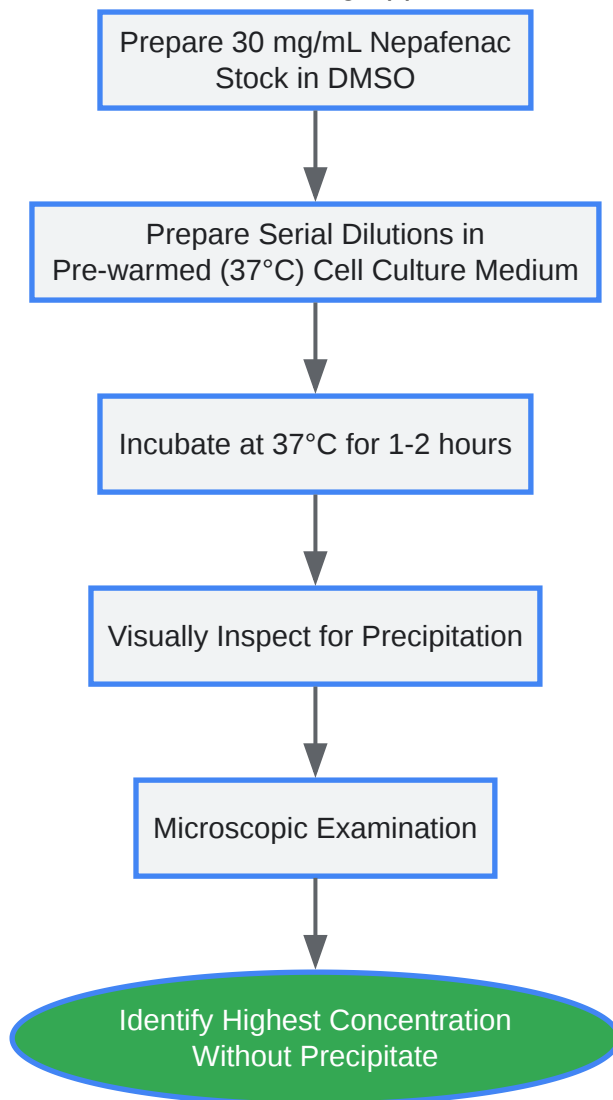 Prepare 30 mg/mL Nepafenac
Stock in DMSO
Prepare Serial Dilutions in
Pre-warmed (37°C) Cell Culture Medium
Incubate at 37°C for 1-2 hours
Visually Inspect for Precipitation
Microscopic Examination
Identify Highest Concentration
Without Precipitate